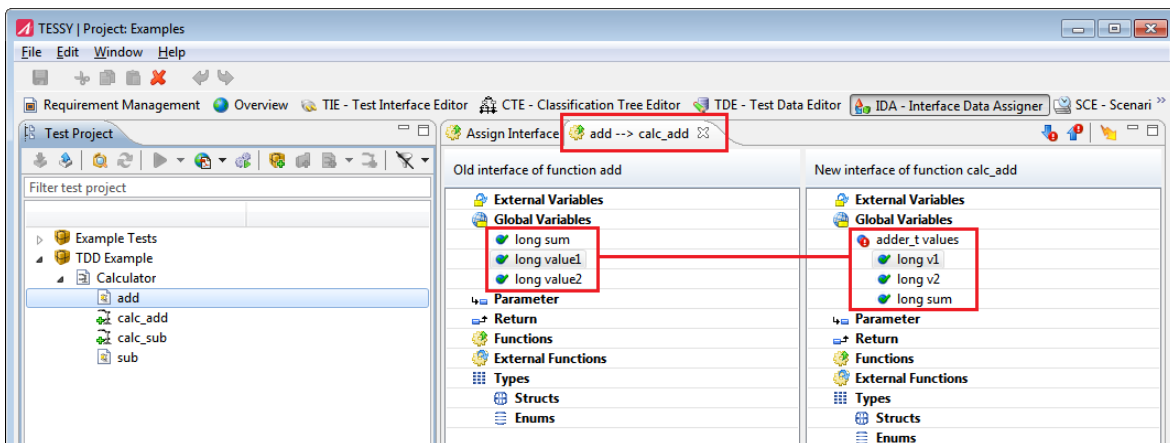 TESSY | Project: Examples
File Edit Window Help
Requirement Management Overview TIE - Test Interface Editor CTE - Classification Tree Editor TDE - Test Data Editor IDA - Interface Data Assigner SCE - Scenari »
Test Project
Filter test project
Example Tests
TDD Example
Calculator
add
calc_add
calc_sub
sub
Assign Interface add --> calc_add
Old interface of function add
External Variables
Global Variables
long sum
long value1
long value2
Parameter
Return
Functions
External Functions
Types
Structs
Enums
New interface of function calc_add
External Variables
Global Variables
adder_t values
long v1
long v2
long sum
Parameter
Return
Functions
External Functions
Types
Structs
Enums